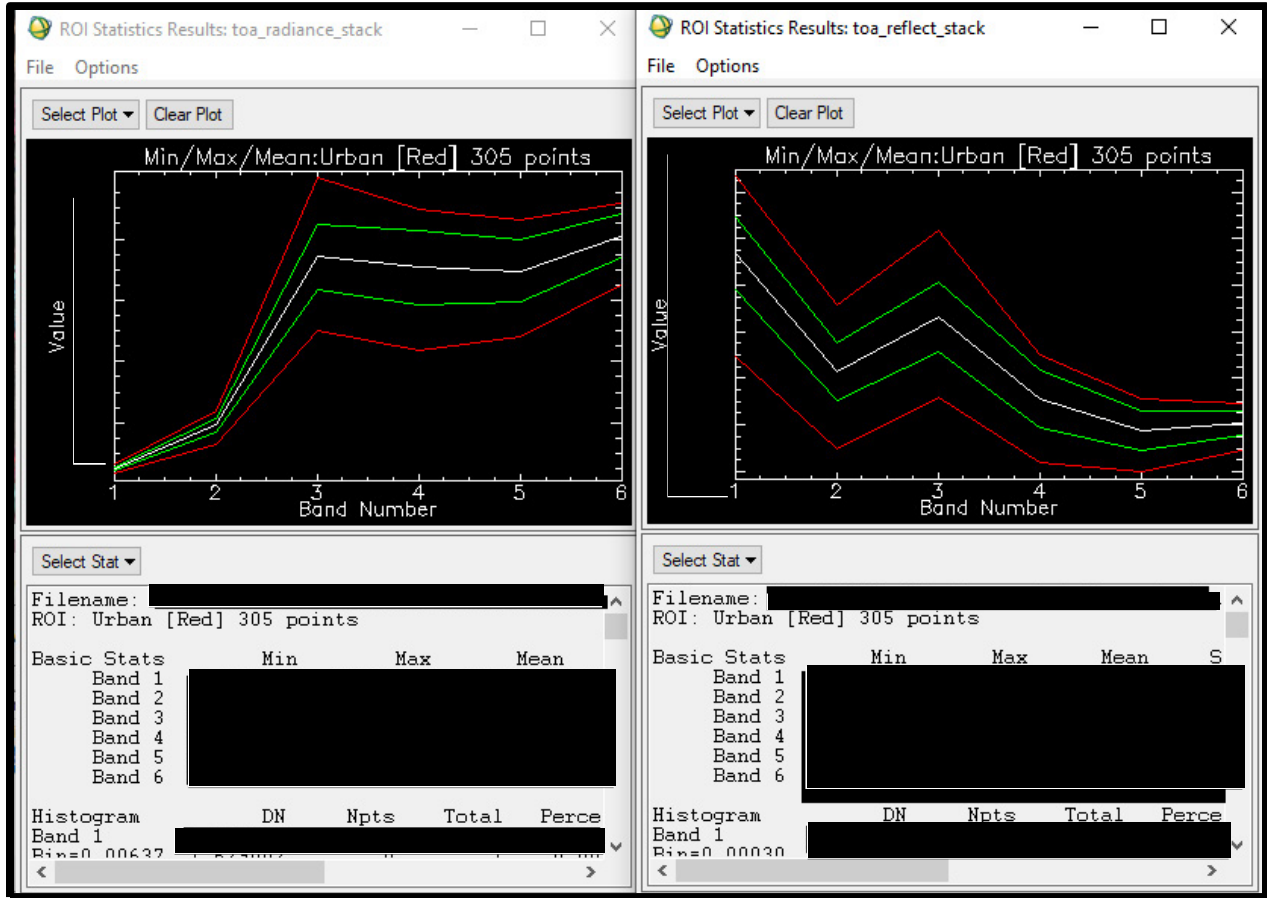 ROI Statistics Results: toa_radiance_stack
File Options
Select Plot Clear Plot
Min/Max/Mean:Urban [Red] 305 points
Value
1 2 3 4 5 6
Band Number
Select Stat
Filename:
ROI: Urban [Red] 305 points
Basic Stats Min Max Mean
Band 1
Band 2
Band 3
Band 4
Band 5
Band 6
Histogram DN Npts Total Perce
Band 1
Bin=0.00637
ROI Statistics Results: toa_reflect_stack
File Options
Select Plot Clear Plot
Min/Max/Mean:Urban [Red] 305 points
Value
1 2 3 4 5 6
Band Number
Select Stat
Filename:
ROI: Urban [Red] 305 points
Basic Stats Min Max Mean S
Band 1
Band 2
Band 3
Band 4
Band 5
Band 6
Histogram DN Npts Total Perce
Band 1
Bin=0.00030